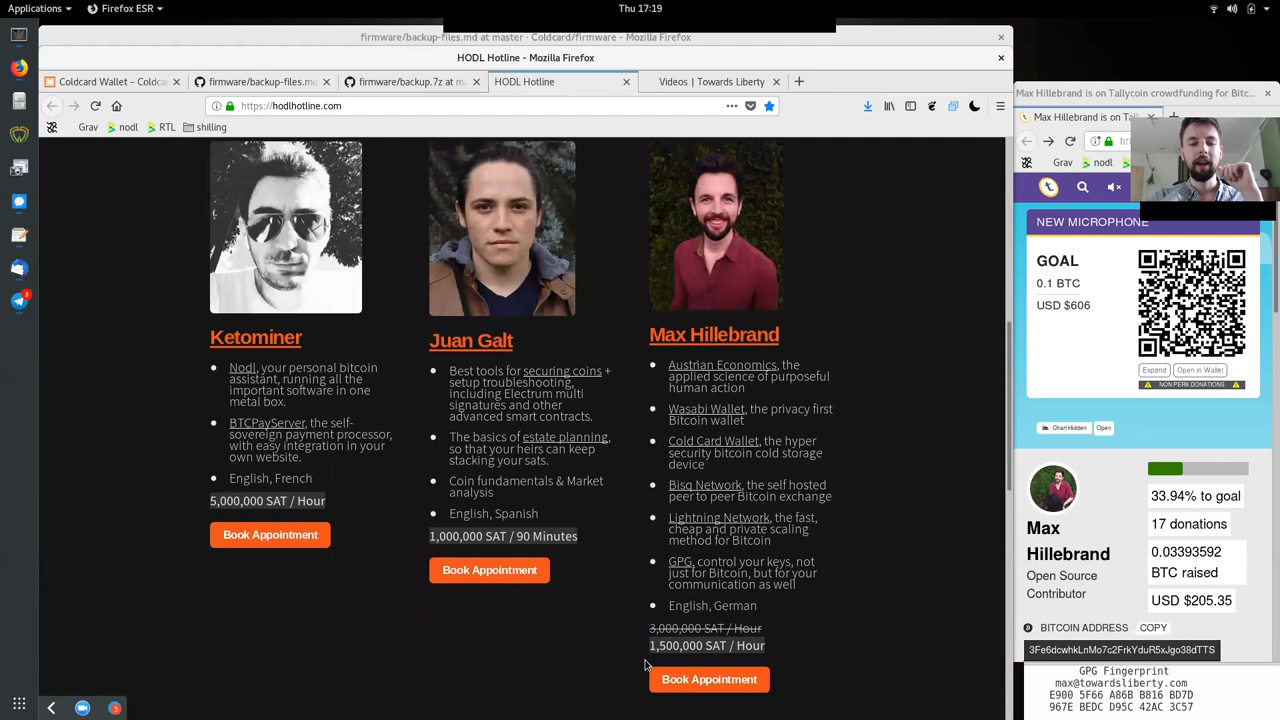 Applications
Firefox ESR
Thu 17:19
firmware/backup-files.md at master · Coldcard/firmware - Mozilla Firefox
HODL Hotline - Mozilla Firefox
Coldcard Wallet – Coldca
firmware/backup-files.md
firmware/backup.7z at ma
HODL Hotline
Videos | Towards Liberty
https://hodlhotline.com
Grav
nodl
RTL
shilling
Ketominer
Nodl, your personal bitcoin
assistant, running all the
important software in one
metal box.
BTCPayServer, the self-
sovereign payment processor,
with easy integration in your
own website.
English, French
5,000,000 SAT / Hour
Book Appointment
Juan Galt
Best tools for securing coins +
setup troubleshooting,
including Electrum multi
signatures and other
advanced smart contracts.
The basics of estate planning,
so that your heirs can keep
stacking your sats.
Coin fundamentals & Market
analysis
English, Spanish
1,000,000 SAT / 90 Minutes
Book Appointment
Max Hillebrand
Austrian Economics, the
applied science of purposeful
human action
Wasabi Wallet, the privacy first
Bitcoin wallet
Cold Card Wallet, the hyper
security bitcoin cold storage
device
Bisq Network, the self hosted
peer to peer Bitcoin exchange
Lightning Network, the fast,
cheap and private scaling
method for Bitcoin
GPG, control your keys, not
just for Bitcoin, but for your
communication as well
English, German
3,000,000 SAT / Hour
1,500,000 SAT / Hour
Book Appointment
Max Hillebrand is on Tallycoin crowdfunding for Bitc...
Max Hillebrand is on Tally
Grav
nodl
NEW MICROPHONE
GOAL
0.1 BTC
USD $606
Expand
Open in Wallet
NON PERK DONATIONS
Chart Hidden
Open
33.94% to goal
17 donations
0.03393592
BTC raised
USD $205.35
Max
Hillebrand
Open Source
Contributor
BITCOIN ADDRESS
COPY
3Fe6dcwhkLnMo7c2FrkYduR5xJgo38dTTS
GPG Fingerprint
max@towardsliberty.com
E900 5F66 A86B B816 BD7D
967E BEDC D95C 42AC 3C57
3
3